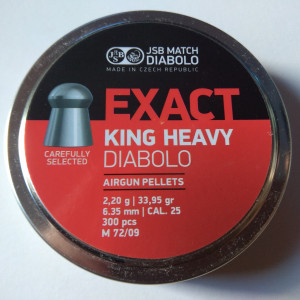 JSB
JSB MATCH
DIABOLO
MADE IN CZECH REPUBLIC
EXACT
KING HEAVY
DIABOLO
CAREFULLY
SELECTED
AIRGUN PELLETS
2,20 g | 33,95 gr
6.35 mm | CAL. 25
300 pcs
M 72/09